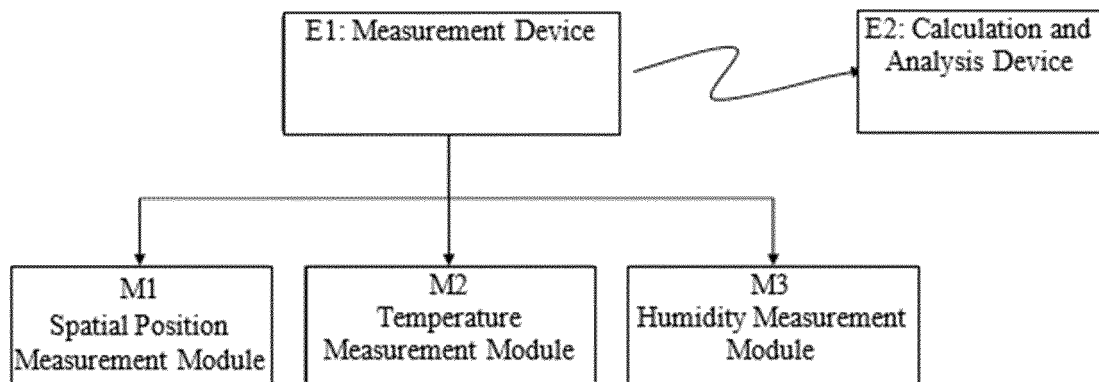 E1: Measurement Device
E2: Calculation and
Analysis Device
M1
Spatial Position
Measurement Module
M2
Temperature
Measurement Module
M3
Humidity Measurement
Module